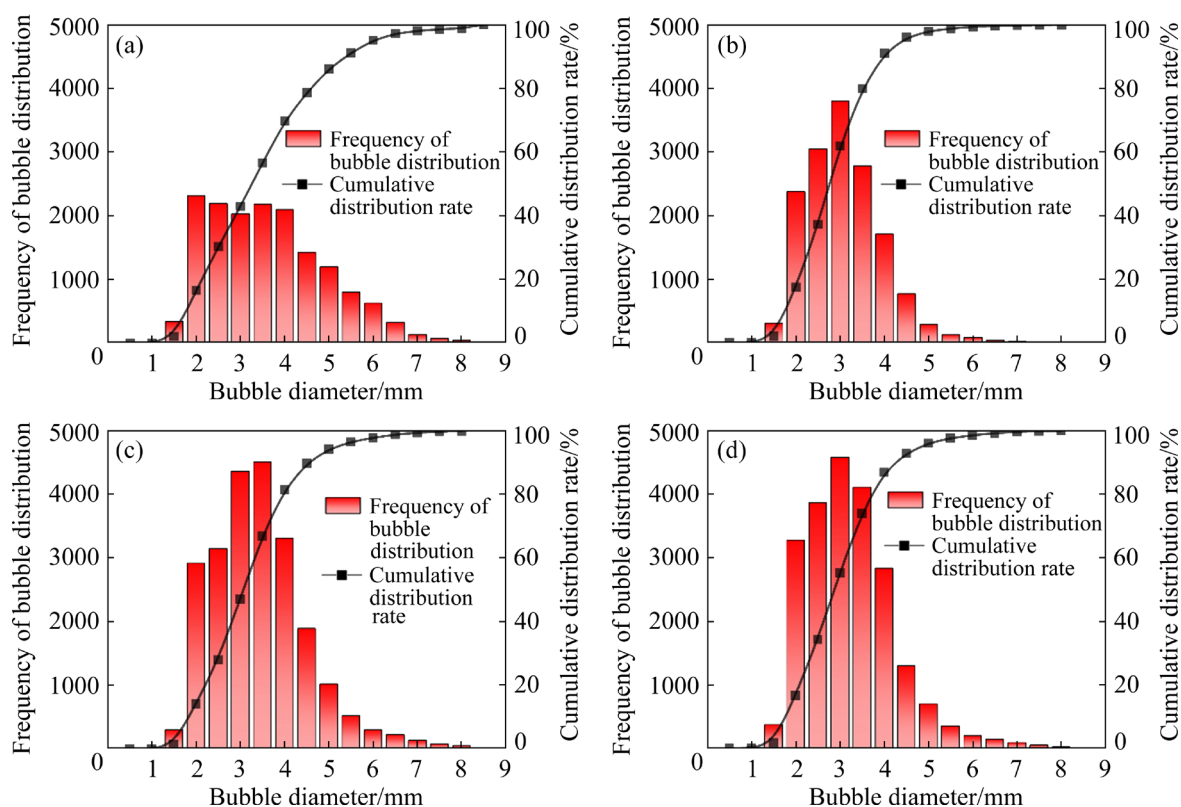 (a)
Frequency of bubble distribution
5000
4000
3000
2000
1000
0
Frequency of
bubble distribution
Cumulative
distribution rate
100
80
60
40
20
0
Cumulative distribution rate/%
1 2 3 4 5 6 7 8 9
Bubble diameter/mm
(b)
Frequency of bubble distribution
5000
4000
3000
2000
1000
0
Frequency of
bubble distribution
Cumulative
distribution rate
100
80
60
40
20
0
Cumulative distribution rate/%
1 2 3 4 5 6 7 8 9
Bubble diameter/mm
(c)
Frequency of bubble distribution
5000
4000
3000
2000
1000
0
Frequency of
bubble
distribution
Cumulative
distribution
rate
100
80
60
40
20
0
Cumulative distribution rate/%
1 2 3 4 5 6 7 8 9
Bubble diameter/mm
(d)
Frequency of bubble distribution
5000
4000
3000
2000
1000
0
Frequency of
bubble distribution
Cumulative
distribution rate
100
80
60
40
20
0
Cumulative distribution rate/%
1 2 3 4 5 6 7 8 9
Bubble diameter/mm